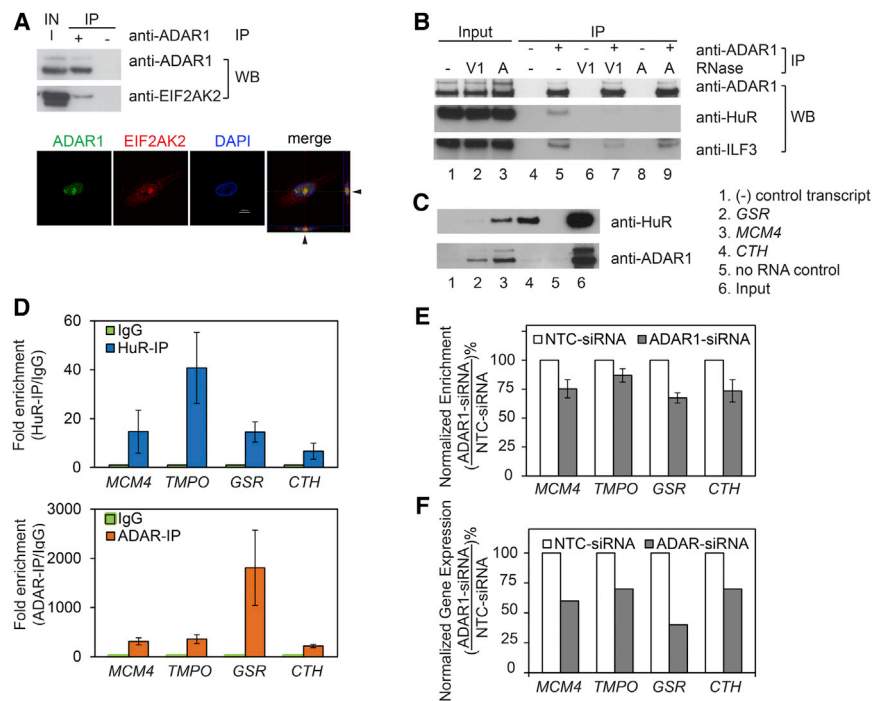 A
IN IP
I + - anti-ADAR1 IP
anti-ADAR1
anti-EIF2AK2
WB
ADAR1 EIF2AK2 DAPI merge
B
Input IP
- + - + - + anti-ADAR1
- V1 A - - V1 V1 A A RNase
IP
anti-ADAR1
anti-HuR
anti-ILF3
WB
1 2 3 4 5 6 7 8 9
C
anti-HuR
anti-ADAR1
1 2 3 4 5 6
1. (-) control transcript
2. GSR
3. MCM4
4. CTH
5. no RNA control
6. Input
D
Fold enrichment
(HuR-IP/IgG)
60
40
20
0
IgG
HuR-IP
MCM4 TMPO GSR CTH
Fold enrichment
(ADAR-IP/IgG)
3000
2000
1000
0
IgG
ADAR-IP
MCM4 TMPO GSR CTH
E
Normalized Enrichment
(ADAR1-siRNA/NTC-siRNA)%
100
75
50
25
0
NTC-siRNA ADAR1-siRNA
MCM4 TMPO GSR CTH
F
Normalized Gene Expression
(ADAR1-siRNA/NTC-siRNA)%
100
75
50
25
0
NTC-siRNA ADAR-siRNA
MCM4 TMPO GSR CTH